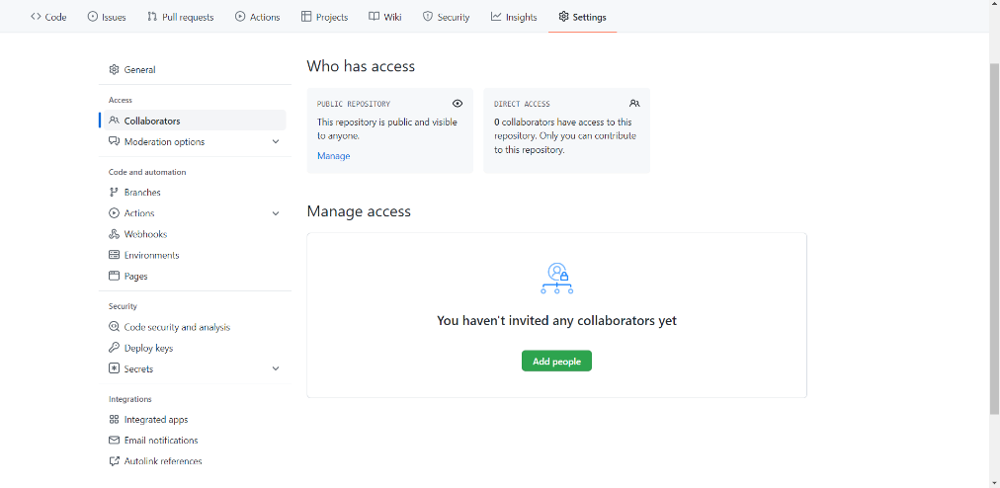 Code
Issues
Pull requests
Actions
Projects
Wiki
Security
Insights
Settings
General
Access
Collaborators
Moderation options
Code and automation
Branches
Actions
Webhooks
Environments
Pages
Security
Code security and analysis
Deploy keys
Secrets
Integrations
Integrated apps
Email notifications
Autolink references
Who has access
PUBLIC REPOSITORY
This repository is public and visible
to anyone.
Manage
DIRECT ACCESS
0 collaborators have access to this
repository. Only you can contribute
to this repository.
Manage access
You haven't invited any collaborators yet
Add people